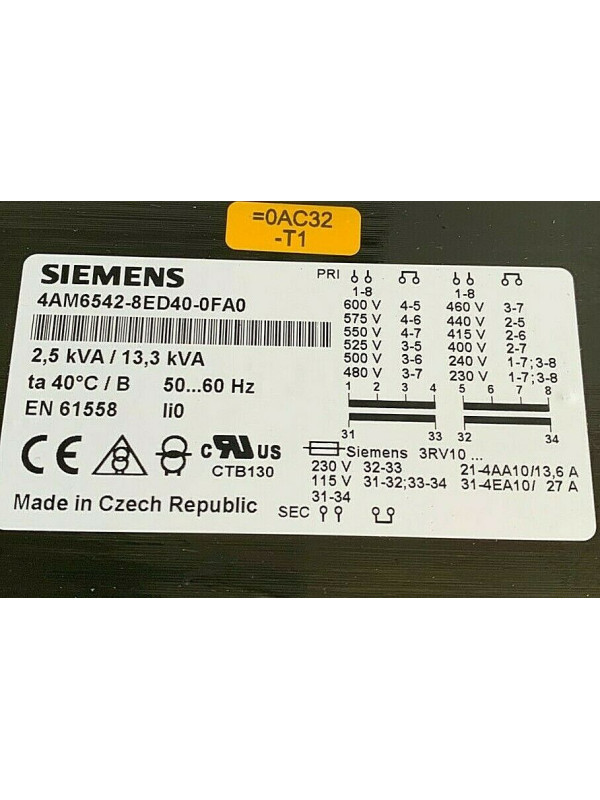 =0AC32
-T1
SIEMENS
4AM6542-8ED40-0FA0
2,5 kVA / 13,3 kVA
ta 40°C / B 50...60 Hz
EN 61558 Ii0
CE
C UR US
CTB130
Made in Czech Republic
PRI
1-8 1-8
600 V 4-5 460 V 3-7
575 V 4-6 440 V 2-5
550 V 4-7 415 V 2-6
525 V 3-5 400 V 2-7
500 V 3-6 240 V 1-7;3-8
480 V 3-7 230 V 1-7;3-8
1 2 3 4 5 6 7 8
31 33 32 34
Siemens 3RV10 ...
230 V 32-33 21-4AA10/13,6 A
115 V 31-32;33-34 31-4EA10/ 27 A
31-34
SEC